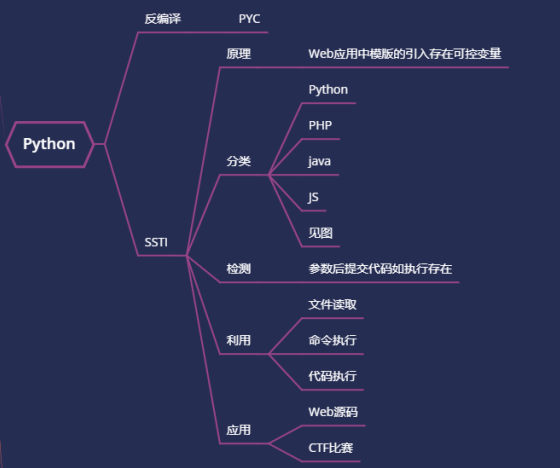 反编译 PYC
原理 Web应用中模版的引入存在可控变量
Python
PHP
Python
分类 java
JS
见图
SSTI
检测 参数后提交代码如执行存在
文件读取
利用 命令执行
代码执行
Web源码
应用
CTF比赛